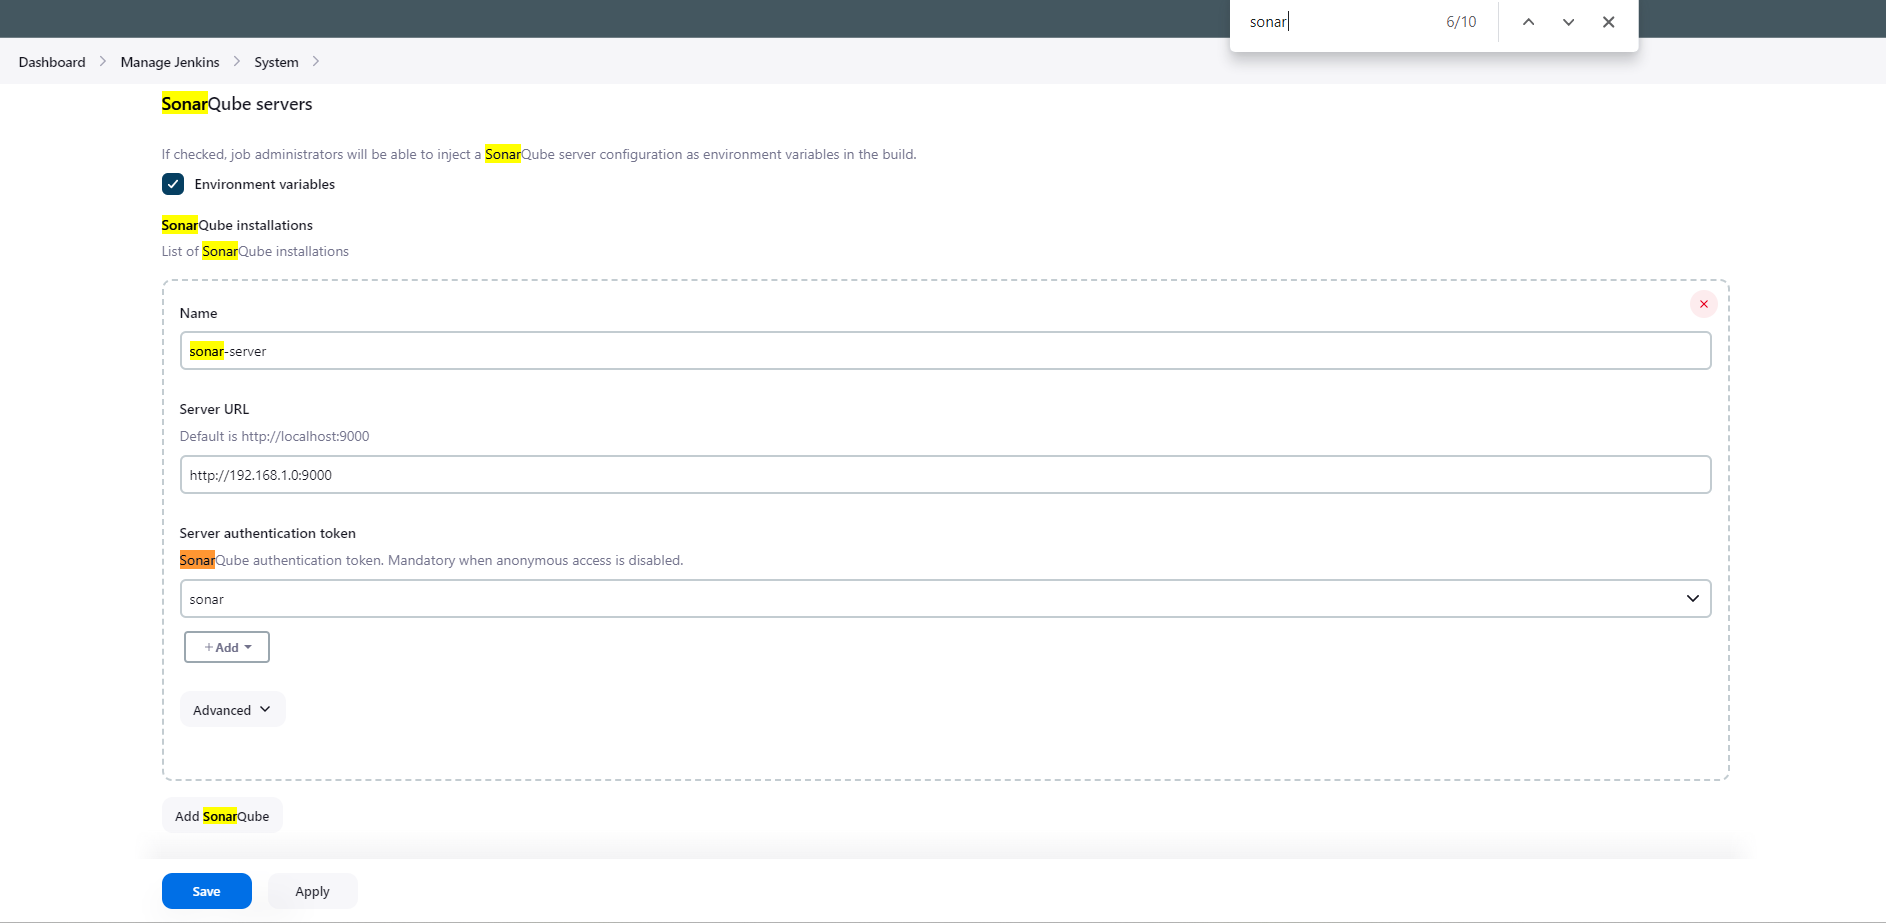 sonar 6/10
Dashboard > Manage Jenkins > System >
SonarQube servers
If checked, job administrators will be able to inject a SonarQube server configuration as environment variables in the build.
Environment variables
SonarQube installations
List of SonarQube installations
Name
sonar-server
Server URL
Default is http://localhost:9000
http://192.168.1.0:9000
Server authentication token
SonarQube authentication token. Mandatory when anonymous access is disabled.
sonar
+ Add
Advanced
Add SonarQube
Save Apply